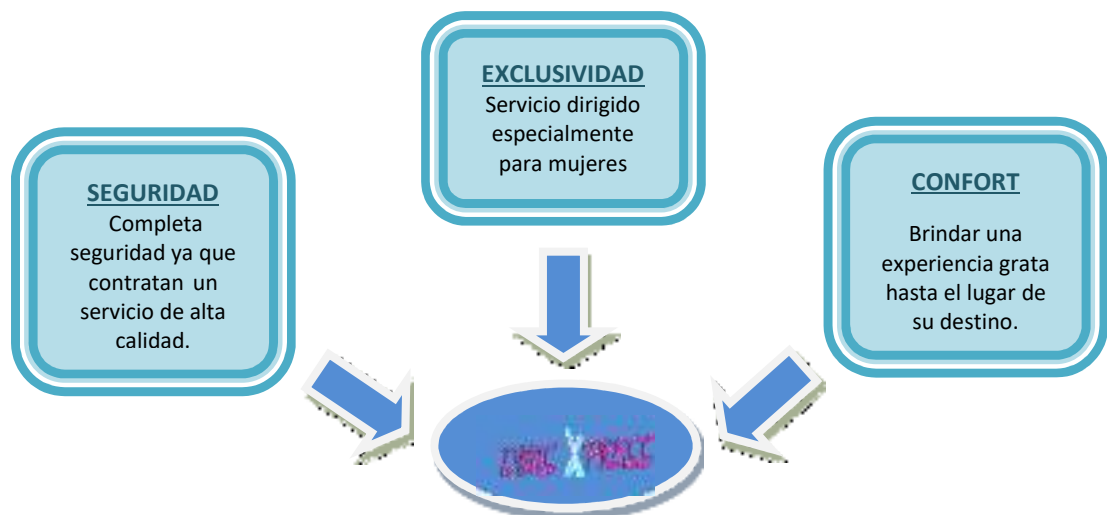 EXCLUSIVIDAD
Servicio dirigido
especialmente
para mujeres
SEGURIDAD
Completa
seguridad ya que
contratan un
servicio de alta
calidad.
CONFORT
Brindar una
experiencia grata
hasta el lugar de
su destino.